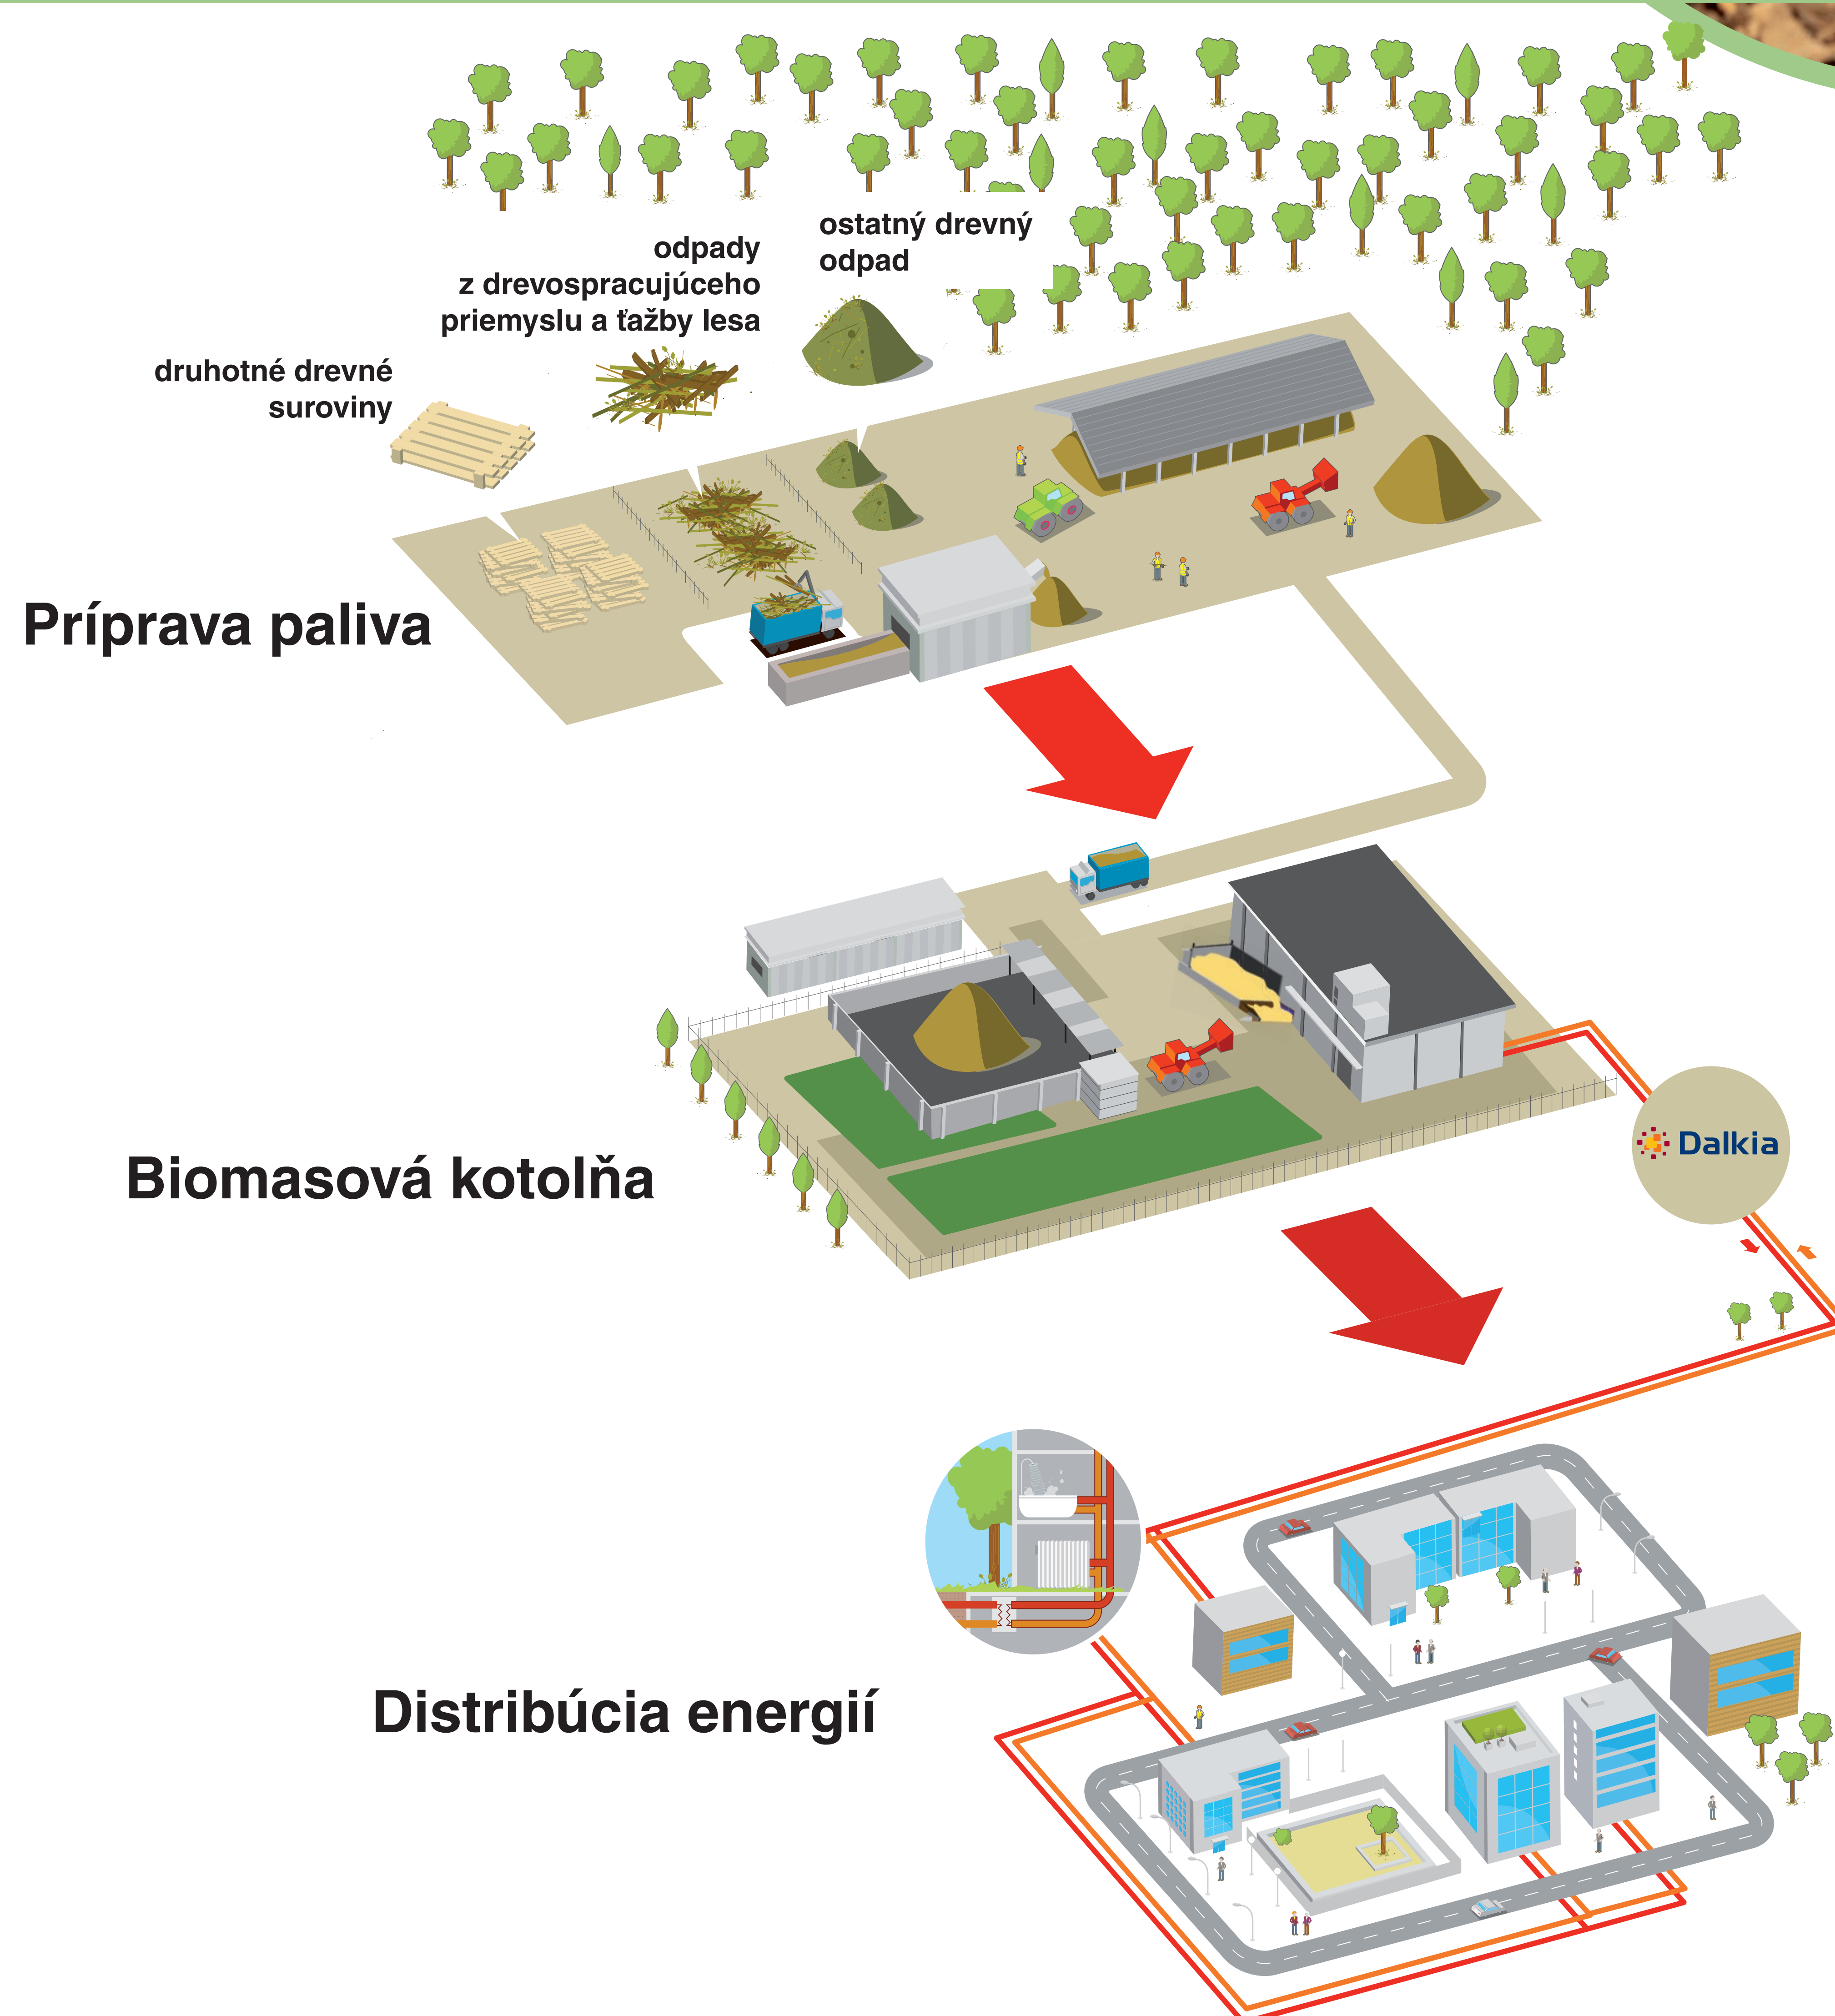 ostatný drevný
odpad
odpady
z drevospracujúceho
priemyslu a ťažby lesa
druhotné drevné
suroviny
Príprava paliva
Biomasová kotolňa
Dalkia
Distribúcia energií